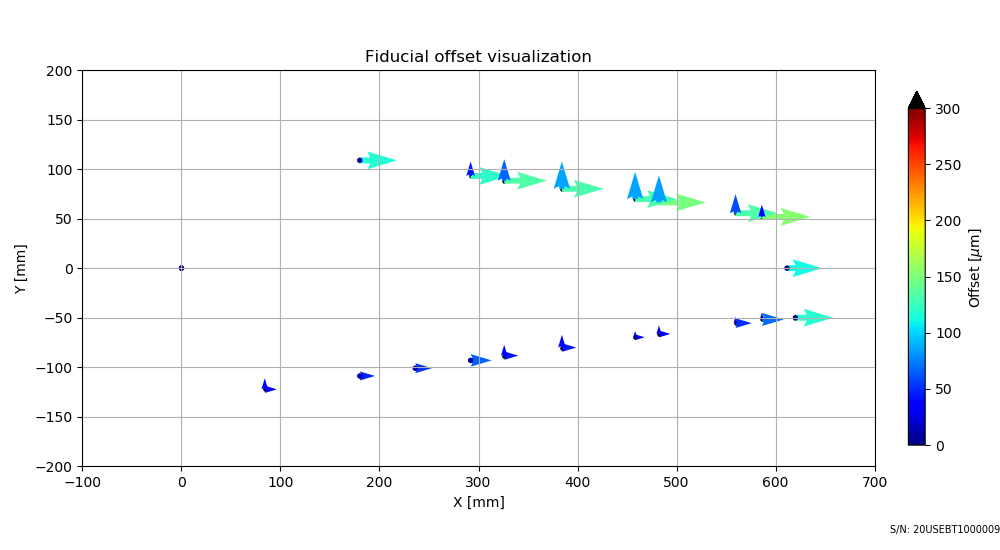 Fiducial offset visualization
200
150
100
50
0
−50
−100
−150
−200
−100 0 100 200 300 400 500 600 700
X [mm]
Y [mm]
300
250
200
150
100
50
0
Offset [μm]
S/N: 20USEBT1000009